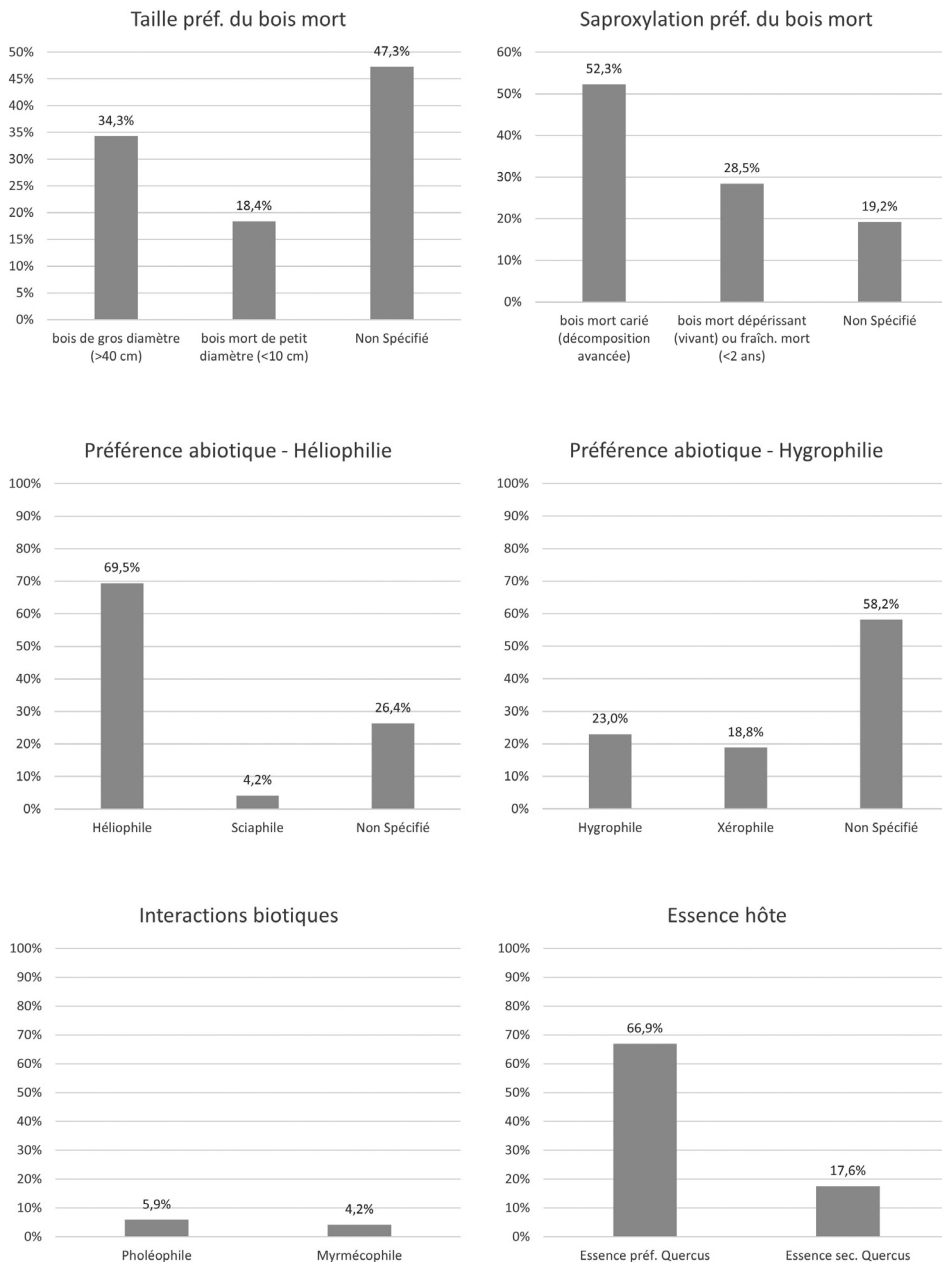 Taille préf. du bois mort
50%
45%
40%
35%
30%
25%
20%
15%
10%
5%
0%
34,3%
18,4%
47,3%
bois de gros diamètre
(>40 cm)
bois mort de petit
diamètre (<10 cm)
Non Spécifié
Saproxylation préf. du bois mort
60%
50%
40%
30%
20%
10%
0%
52,3%
28,5%
19,2%
bois mort carié
(décomposition
avancée)
bois mort dépérissant
(vivant) ou fraîch. mort
(<2 ans)
Non Spécifié
Préférence abiotique - Héliophilie
100%
90%
80%
70%
60%
50%
40%
30%
20%
10%
0%
69,5%
4,2%
26,4%
Héliophile
Sciaphile
Non Spécifié
Préférence abiotique - Hygrophilie
100%
90%
80%
70%
60%
50%
40%
30%
20%
10%
0%
23,0%
18,8%
58,2%
Hygrophile
Xérophile
Non Spécifié
Interactions biotiques
100%
90%
80%
70%
60%
50%
40%
30%
20%
10%
0%
5,9%
4,2%
Pholéophile
Myrmécophile
Essence hôte
100%
90%
80%
70%
60%
50%
40%
30%
20%
10%
0%
66,9%
17,6%
Essence préf. Quercus
Essence sec. Quercus